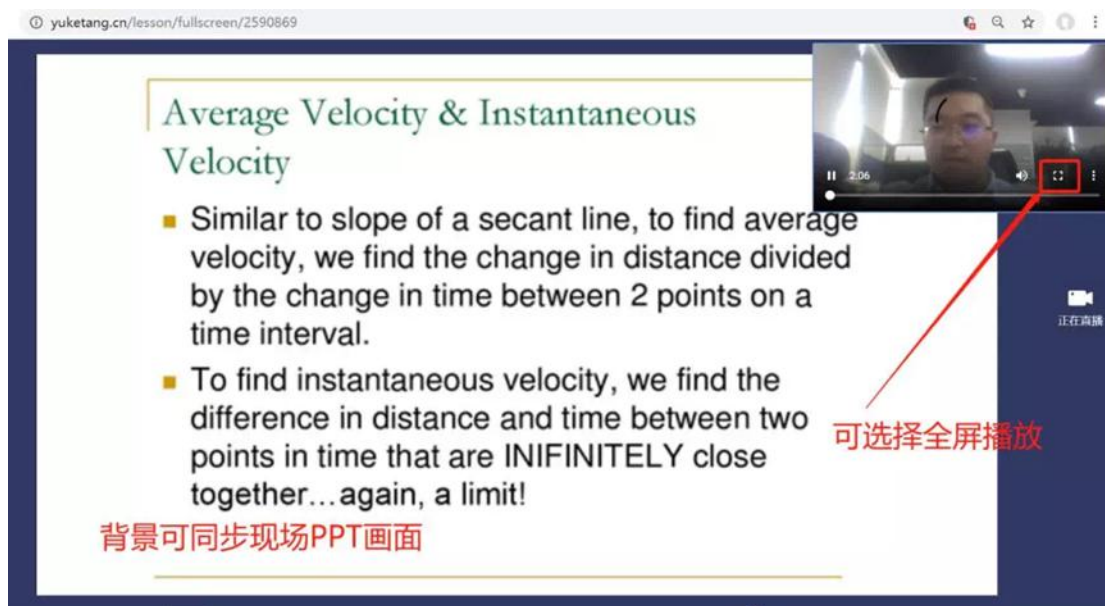 yuketang.cn/lesson/fullscreen/2590869
Average Velocity & Instantaneous
Velocity
2:06
Similar to slope of a secant line, to find average
velocity, we find the change in distance divided
by the change in time between 2 points on a
time interval.
正在直播
To find instantaneous velocity, we find the
difference in distance and time between two
points in time that are INIFINITELY close
together...again, a limit!
可选择全屏播放
背景可同步现场PPT画面